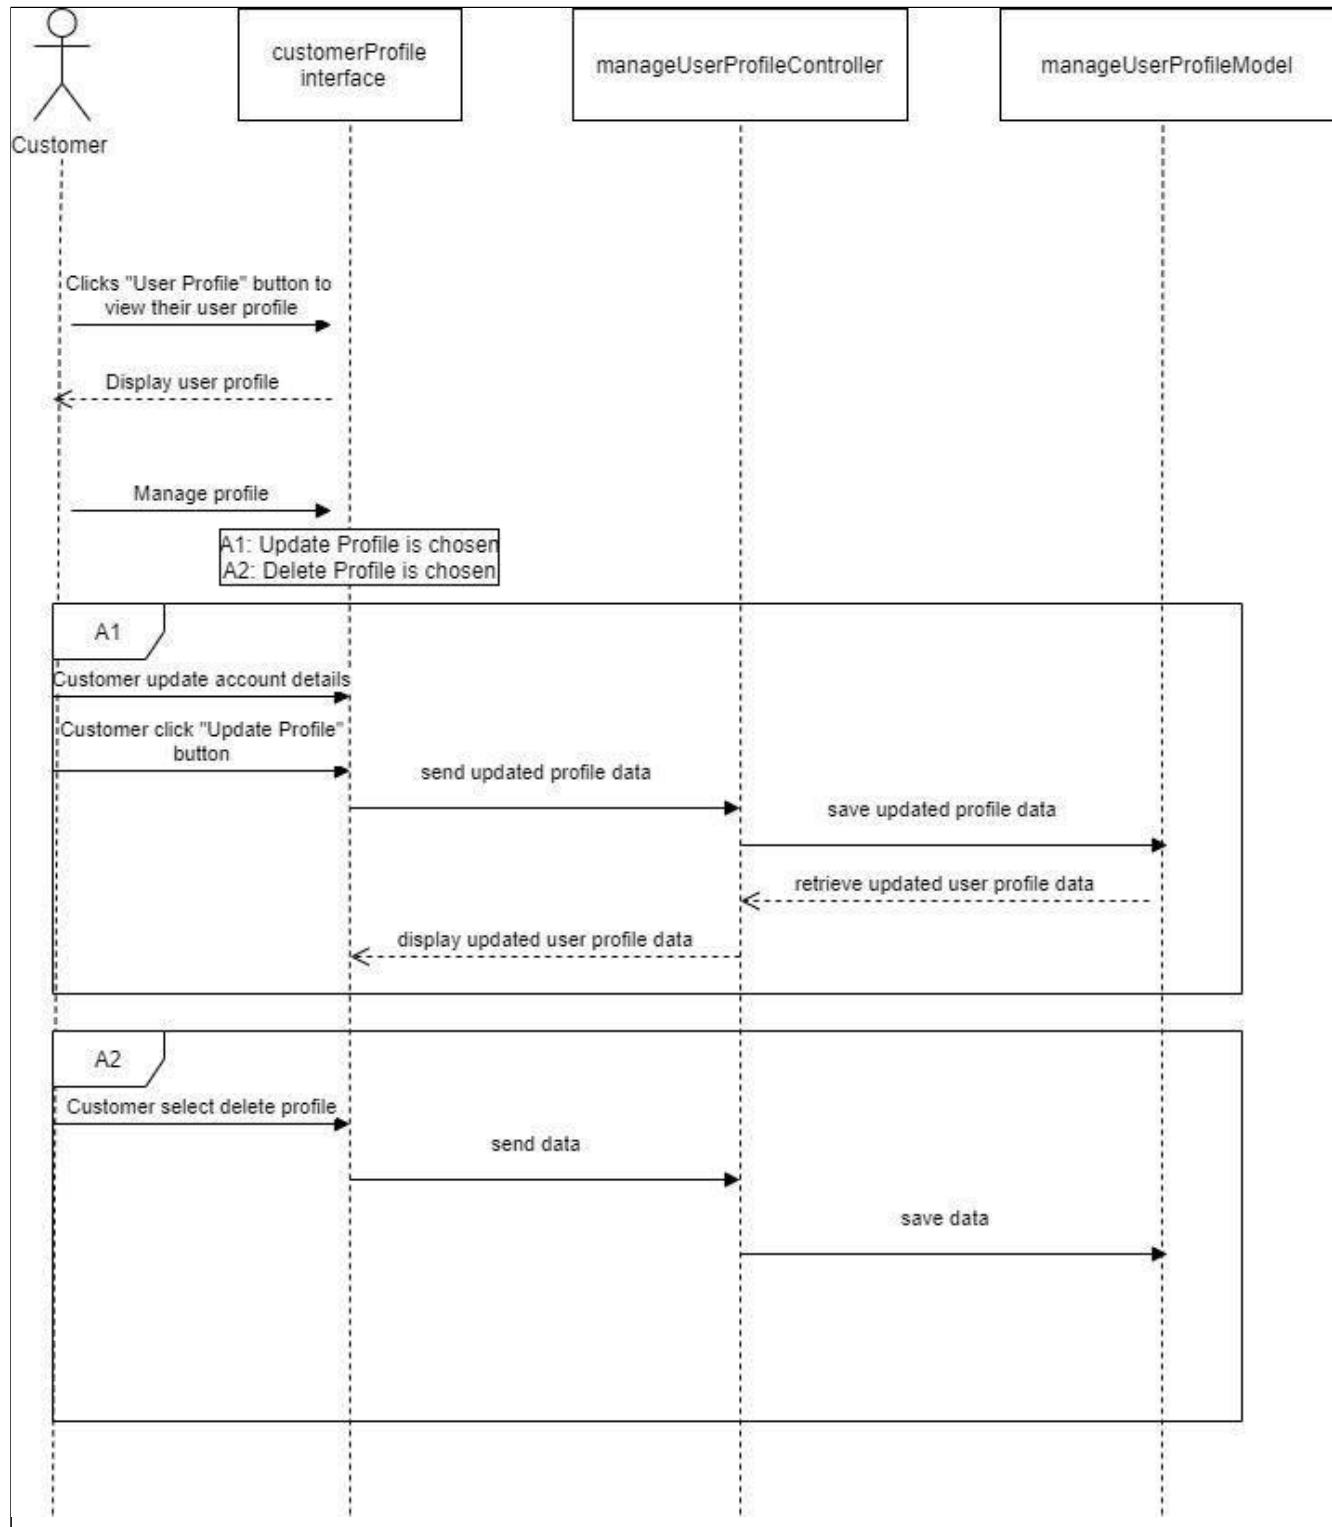 customerProfile
interface
manageUserProfileController
manageUserProfileModel
Customer
Clicks "User Profile" button to
view their user profile
Display user profile
Manage profile
A1: Update Profile is chosen
A2: Delete Profile is chosen
A1
Customer update account details
Customer click "Update Profile"
button
send updated profile data
save updated profile data
retrieve updated user profile data
display updated user profile data
A2
Customer select delete profile
send data
save data